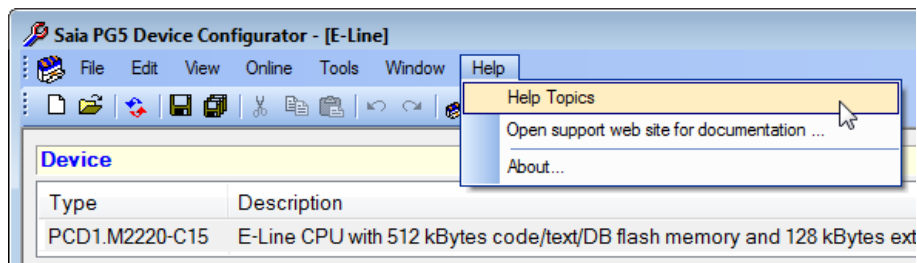 Saia PG5 Device Configurator - [E-Line]
File Edit View Online Tools Window Help
Help Topics
Open support web site for documentation ...
About...
Device
Type Description
PCD1.M2220-C15 E-Line CPU with 512 kBytes code/text/DB flash memory and 128 kBytes ext